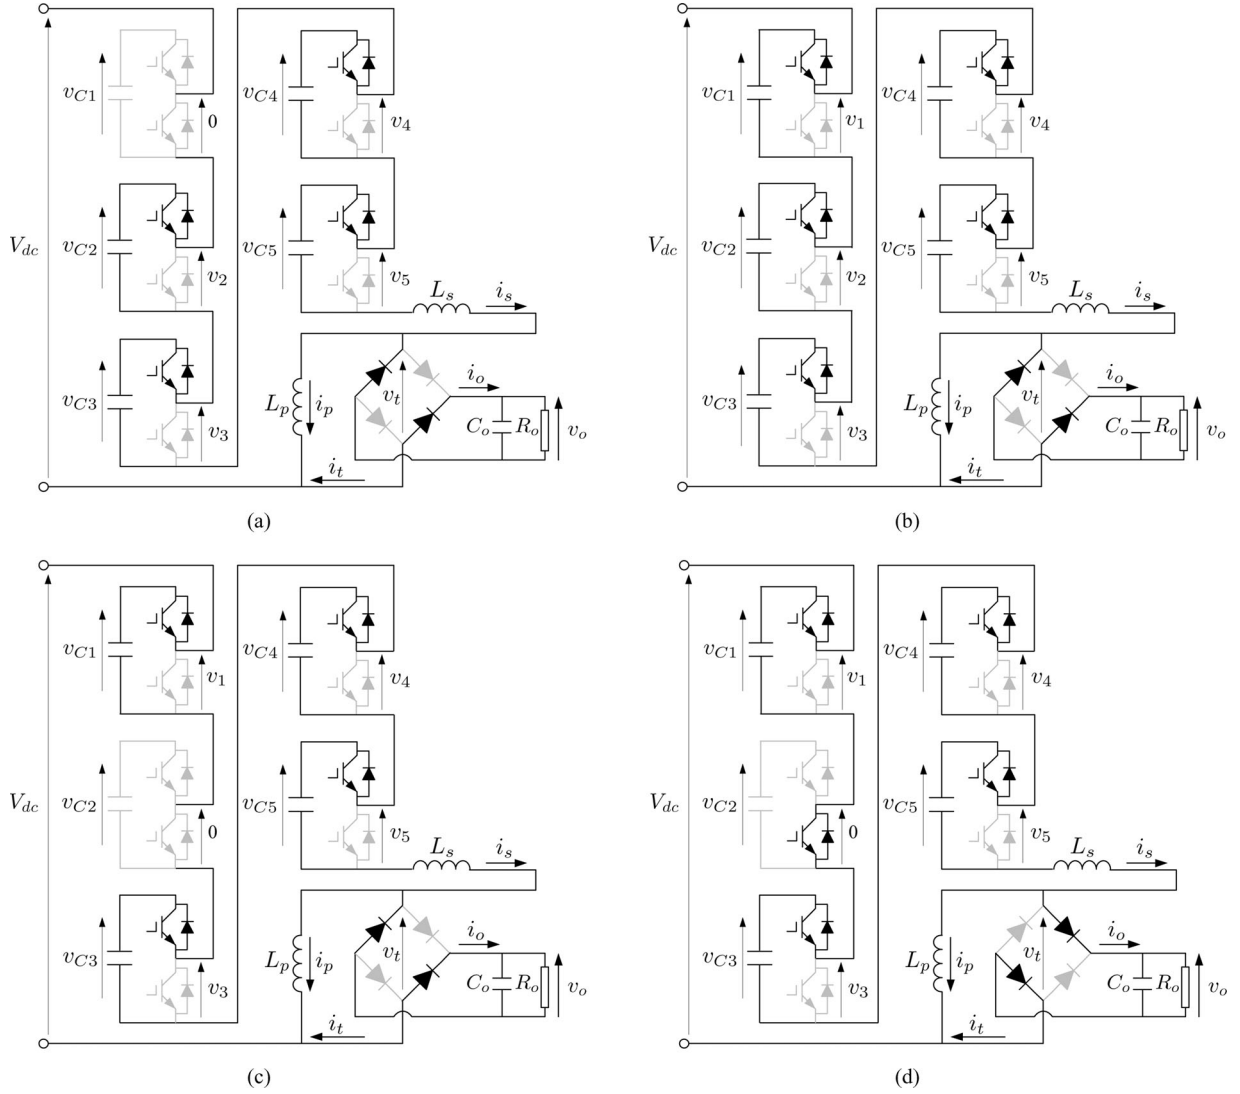 v_C1
0
v_C4
v_4
V_dc
v_C2
v_2
v_C5
v_5
L_s
i_s
v_C3
v_3
L_p
i_p
v_t
i_o
C_o
R_o
v_o
i_t
(a)
v_C1
v_1
v_C4
v_4
V_dc
v_C2
v_2
v_C5
v_5
L_s
i_s
v_C3
v_3
L_p
i_p
v_t
i_o
C_o
R_o
v_o
i_t
(b)
v_C1
v_1
v_C4
v_4
V_dc
v_C2
0
v_C5
v_5
L_s
i_s
v_C3
v_3
L_p
i_p
v_t
i_o
C_o
R_o
v_o
i_t
(c)
v_C1
v_1
v_C4
v_4
V_dc
v_C2
0
v_C5
v_5
L_s
i_s
v_C3
v_3
L_p
i_p
v_t
i_o
C_o
R_o
v_o
i_t
(d)